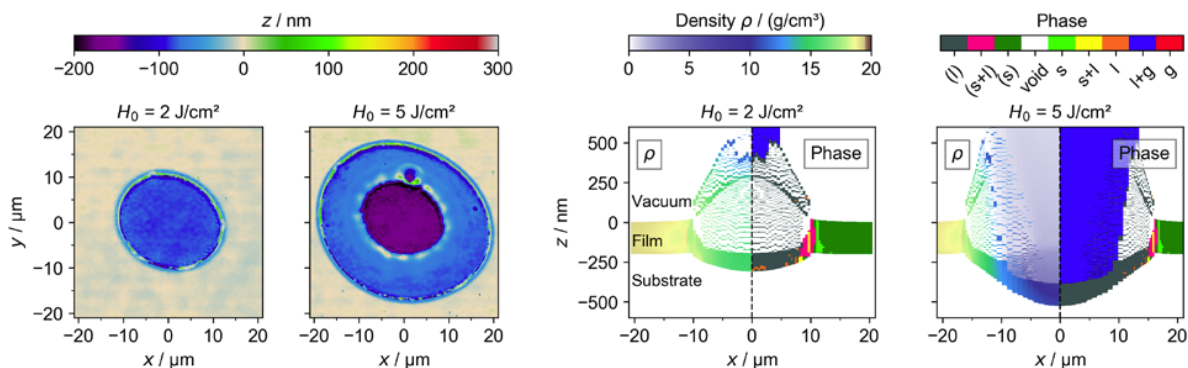 z / nm
−200 −100 0 100 200 300
Density ρ / (g/cm³)
0 5 10 15 20
Phase
(l) (s+l) (s) void s s+l l l+g g
H₀ = 2 J/cm²
H₀ = 5 J/cm²
H₀ = 2 J/cm²
H₀ = 5 J/cm²
y / µm
20
10
0
−10
−20
−20 −10 0 10 20
x / µm
−20 −10 0 10 20
x / µm
z / nm
500
250
0
−250
−500
ρ
Phase
Vacuum
Film
Substrate
−20 −10 0 10 20
x / µm
ρ
Phase
−20 −10 0 10 20
x / µm